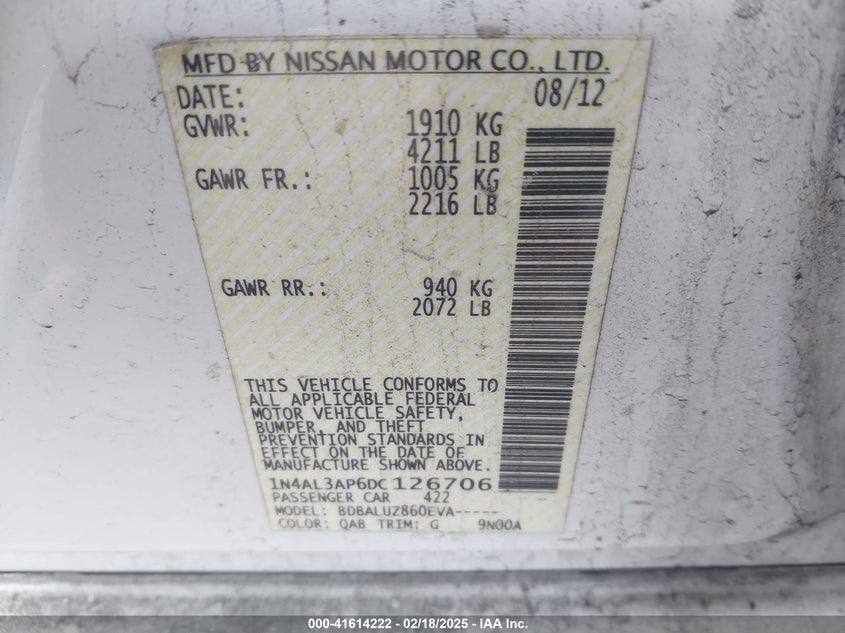 MFD BY NISSAN MOTOR CO., LTD.
DATE: 08/12
GVWR: 1910 KG
4211 LB
GAWR FR.: 1005 KG
2216 LB
GAWR RR.: 940 KG
2072 LB
THIS VEHICLE CONFORMS TO
ALL APPLICABLE FEDERAL
MOTOR VEHICLE SAFETY,
BUMPER, AND THEFT
PREVENTION STANDARDS IN
EFFECT ON THE DATE OF
MANUFACTURE SHOWN ABOVE.
1N4AL3AP6DC126706
PASSENGER CAR 422
MODEL: BDBALUZ860EVA-----
COLOR: QAB TRIM: G 9N00A
000-41614222 - 02/18/2025 - IAA Inc.